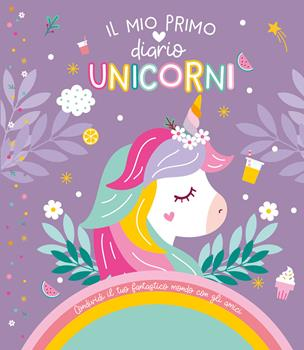 IL MIO PRIMO
diario
UNICORNI
Condividi il tuo fantastico mondo con gli amici